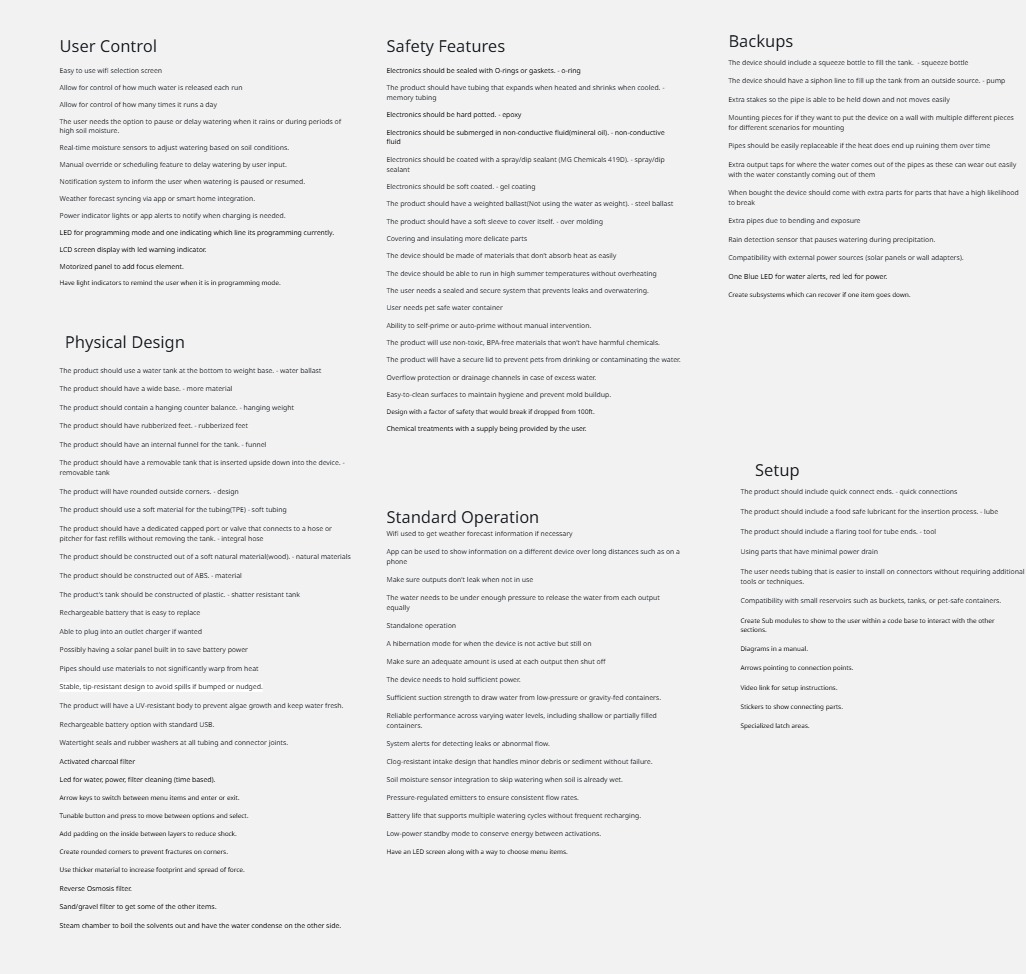 User Control
Easy to use wifi selection screen
Allow for control of how much water is released each run
Allow for control of how many times it runs a day
The user needs the option to pause or delay watering when it rains or during periods of
high soil moisture.
Real-time moisture sensors to adjust watering based on soil conditions.
Manual override or scheduling feature to delay watering by user input.
Notification system to inform the user when watering is paused or resumed.
Weather forecast syncing via app or smart home integration.
Power indicator lights or app alerts to notify when charging is needed.
LED for programming mode and one indicating which line its programming currently.
LCD screen display with led warning indicator.
Motorized panel to add focus element.
Have light indicators to remind the user when it is in programming mode.
Physical Design
The product should use a water tank at the bottom to weight base. - water ballast
The product should have a wide base. - more material
The product should contain a hanging counter balance. - hanging weight
The product should have rubberized feet. - rubberized feet
The product should have an internal funnel for the tank. - funnel
The product should have a removable tank that is inserted upside down into the device. -
removable tank
The product will have rounded outside corners. - design
The product should use a soft material for the tubing(TPE) - soft tubing
The product should have a dedicated capped port or valve that connects to a hose or
pitcher for fast refills without removing the tank. - integral hose
The product should be constructed out of a soft natural material(wood). - natural materials
The product should be constructed out of ABS. - material
The product's tank should be constructed of plastic. - shatter resistant tank
Rechargeable battery that is easy to replace
Able to plug into an outlet charger if wanted
Possibly having a solar panel built in to save battery power
Pipes should use materials to not significantly warp from heat
Stable, tip-resistant design to avoid spills if bumped or nudged.
The product will have a UV-resistant body to prevent algae growth and keep water fresh.
Rechargeable battery option with standard USB.
Watertight seals and rubber washers at all tubing and connector joints.
Activated charcoal filter
Led for water, power, filter cleaning (time based).
Arrow keys to switch between menu items and enter or exit.
Tunable button and press to move between options and select.
Add padding on the inside between layers to reduce shock.
Create rounded corners to prevent fractures on corners.
Use thicker material to increase footprint and spread of force.
Reverse Osmosis filter.
Sand/gravel filter to get some of the other items.
Steam chamber to boil the solvents out and have the water condense on the other side.
Safety Features
Electronics should be sealed with O-rings or gaskets. - o-ring
The product should have tubing that expands when heated and shrinks when cooled. -
memory tubing
Electronics should be hard potted. - epoxy
Electronics should be submerged in non-conductive fluid(mineral oil). - non-conductive
fluid
Electronics should be coated with a spray/dip sealant (MG Chemicals 419D). - spray/dip
sealant
Electronics should be soft coated. - gel coating
The product should have a weighted ballast(Not using the water as weight). - steel ballast
The product should have a soft sleeve to cover itself. - over molding
Covering and insulating more delicate parts
The device should be made of materials that don't absorb heat as easily
The device should be able to run in high summer temperatures without overheating
The user needs a sealed and secure system that prevents leaks and overwatering.
User needs pet safe water container
Ability to self-prime or auto-prime without manual intervention.
The product will use non-toxic, BPA-free materials that won't have harmful chemicals.
The product will have a secure lid to prevent pets from drinking or contaminating the water.
Overflow protection or drainage channels in case of excess water.
Easy-to-clean surfaces to maintain hygiene and prevent mold buildup.
Design with a factor of safety that would break if dropped from 100ft.
Chemical treatments with a supply being provided by the user.
Standard Operation
Wifi used to get weather forecast information if necessary
App can be used to show information on a different device over long distances such as on a
phone
Make sure outputs don't leak when not in use
The water needs to be under enough pressure to release the water from each output
equally
Standalone operation
A hibernation mode for when the device is not active but still on
Make sure an adequate amount is used at each output then shut off
The device needs to hold sufficient power.
Sufficient suction strength to draw water from low-pressure or gravity-fed containers.
Reliable performance across varying water levels, including shallow or partially filled
containers.
System alerts for detecting leaks or abnormal flow.
Clog-resistant intake design that handles minor debris or sediment without failure.
Soil moisture sensor integration to skip watering when soil is already wet.
Pressure-regulated emitters to ensure consistent flow rates.
Battery life that supports multiple watering cycles without frequent recharging.
Low-power standby mode to conserve energy between activations.
Have an LED screen along with a way to choose menu items.
Backups
The device should include a squeeze bottle to fill the tank. - squeeze bottle
The device should have a siphon line to fill up the tank from an outside source. - pump
Extra stakes so the pipe is able to be held down and not moves easily
Mounting pieces for if they want to put the device on a wall with multiple different pieces
for different scenarios for mounting
Pipes should be easily replaceable if the heat does end up ruining them over time
Extra output taps for where the water comes out of the pipes as these can wear out easily
with the water constantly coming out of them
When bought the device should come with extra parts for parts that have a high likelihood
to break
Extra pipes due to bending and exposure
Rain detection sensor that pauses watering during precipitation.
Compatibility with external power sources (solar panels or wall adapters).
One Blue LED for water alerts, red led for power.
Create subsystems which can recover if one item goes down.
Setup
The product should include quick connect ends. - quick connections
The product should include a food safe lubricant for the insertion process. - lube
The product should include a flaring tool for tube ends. - tool
Using parts that have minimal power drain
The user needs tubing that is easier to install on connectors without requiring additional
tools or techniques.
Compatibility with small reservoirs such as buckets, tanks, or pet-safe containers.
Create Sub modules to show to the user within a code base to interact with the other
sections.
Diagrams in a manual.
Arrows pointing to connection points.
Video link for setup instructions.
Stickers to show connecting parts.
Specialized latch areas.